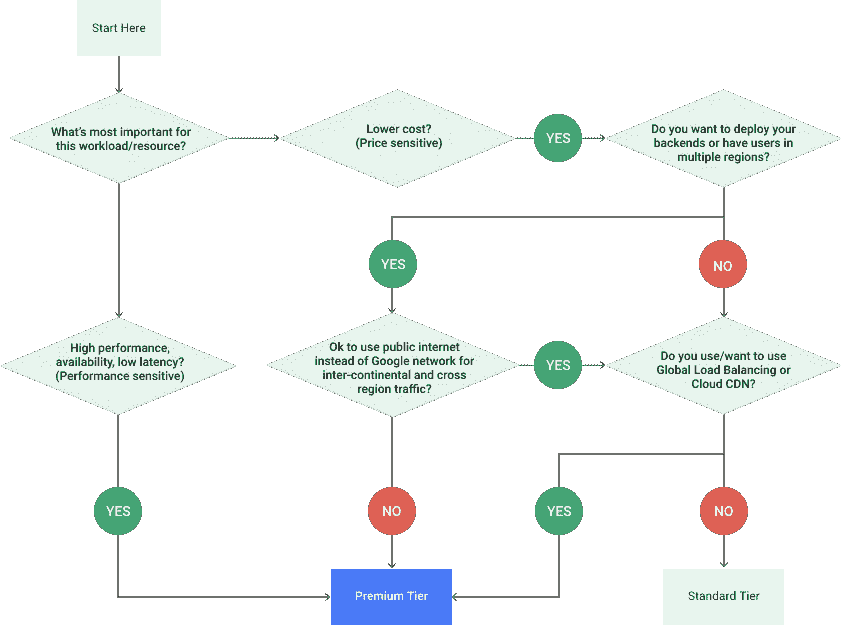 Start Here
What's most important for
this workload/resource?
Lower cost?
(Price sensitive)
YES
Do you want to deploy your
backends or have users in
multiple regions?
YES
NO
High performance,
availability, low latency?
(Performance sensitive)
Ok to use public internet
instead of Google network for
inter-continental and cross
region traffic?
YES
Do you use/want to use
Global Load Balancing or
Cloud CDN?
YES
NO
YES
NO
Premium Tier
Standard Tier